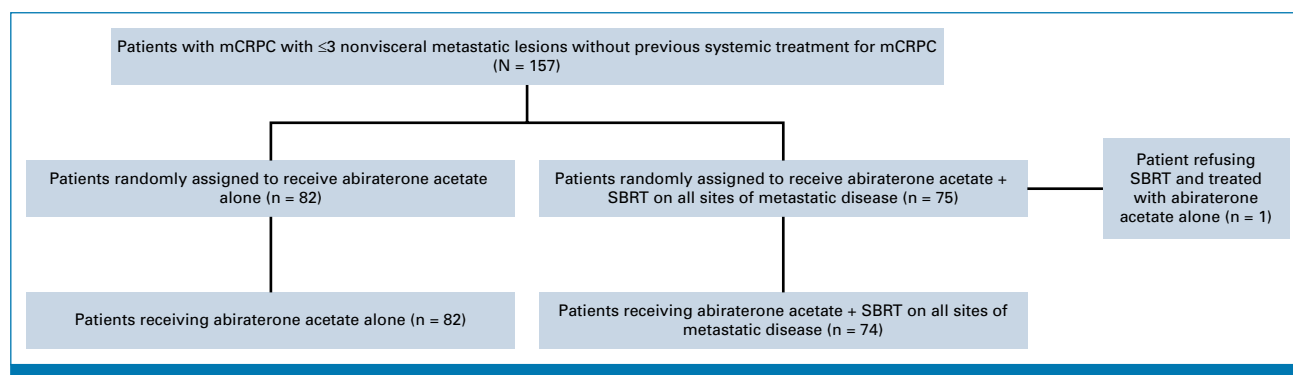 Patients with mCRPC with ≤3 nonvisceral metastatic lesions without previous systemic treatment for mCRPC
(N = 157)
Patients randomly assigned to receive abiraterone acetate
alone (n = 82)
Patients randomly assigned to receive abiraterone acetate +
SBRT on all sites of metastatic disease (n = 75)
Patient refusing
SBRT and treated
with abiraterone
acetate alone (n = 1)
Patients receiving abiraterone acetate alone (n = 82)
Patients receiving abiraterone acetate + SBRT on all sites of
metastatic disease (n = 74)